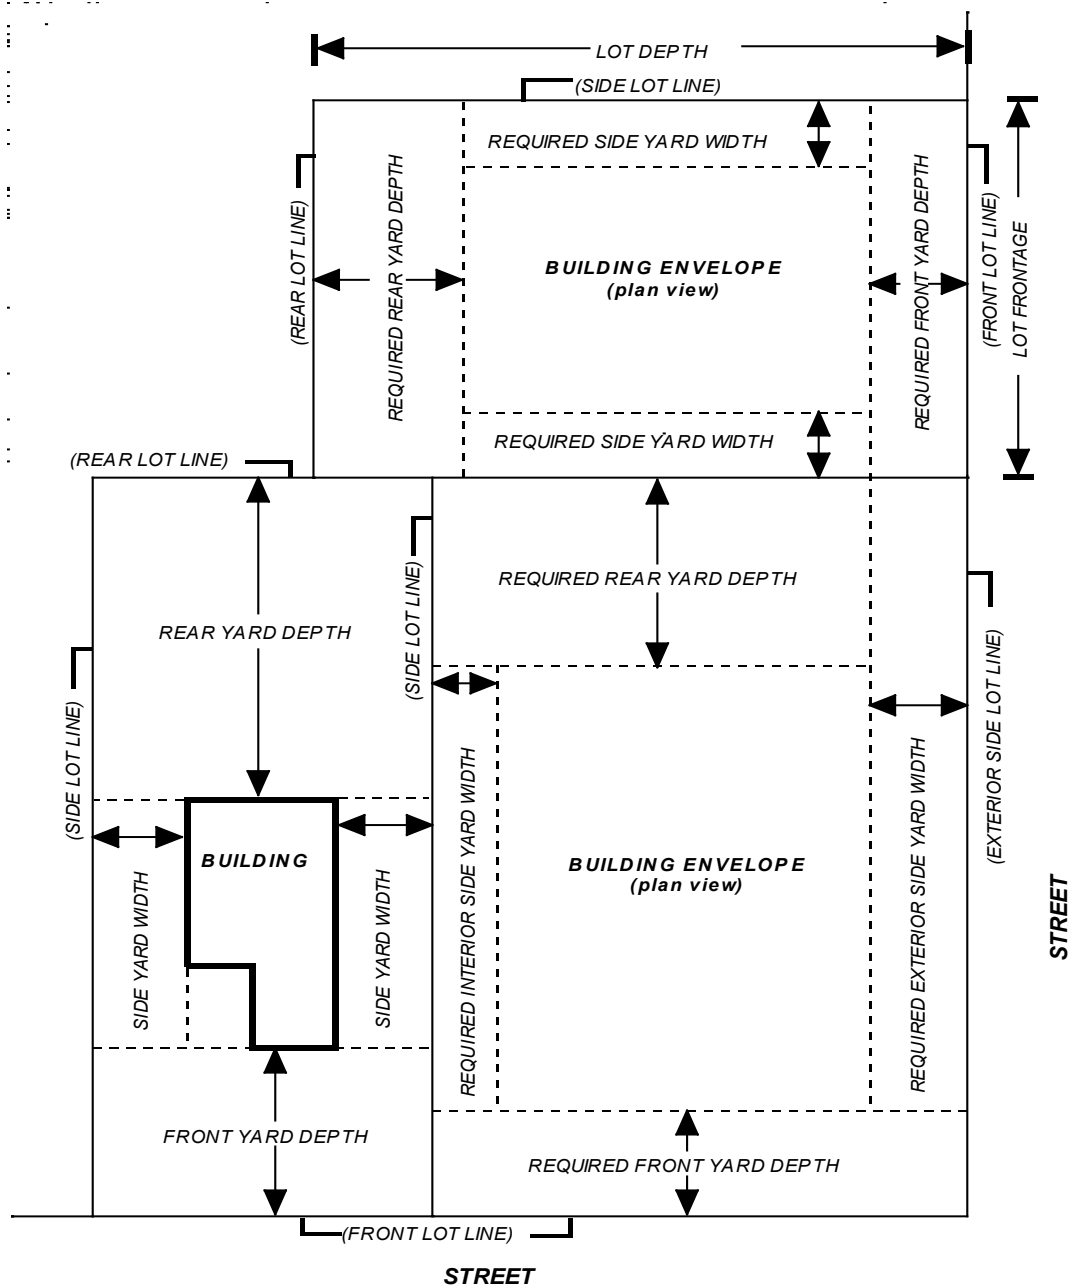 LOT DEPTH
(SIDE LOT LINE)
REQUIRED SIDE YARD WIDTH
(REAR LOT LINE)
REQUIRED REAR YARD DEPTH
BUILDING ENVELOPE
(plan view)
REQUIRED FRONT YARD DEPTH
(FRONT LOT LINE)
LOT FRONTAGE
REQUIRED SIDE YARD WIDTH
(REAR LOT LINE)
(SIDE LOT LINE)
REQUIRED REAR YARD DEPTH
REAR YARD DEPTH
(SIDE LOT LINE)
(EXTERIOR SIDE LOT LINE)
BUILDING
SIDE YARD WIDTH
SIDE YARD WIDTH
REQUIRED INTERIOR SIDE YARD WIDTH
BUILDING ENVELOPE
(plan view)
REQUIRED EXTERIOR SIDE YARD WIDTH
STREET
FRONT YARD DEPTH
REQUIRED FRONT YARD DEPTH
(FRONT LOT LINE)
STREET